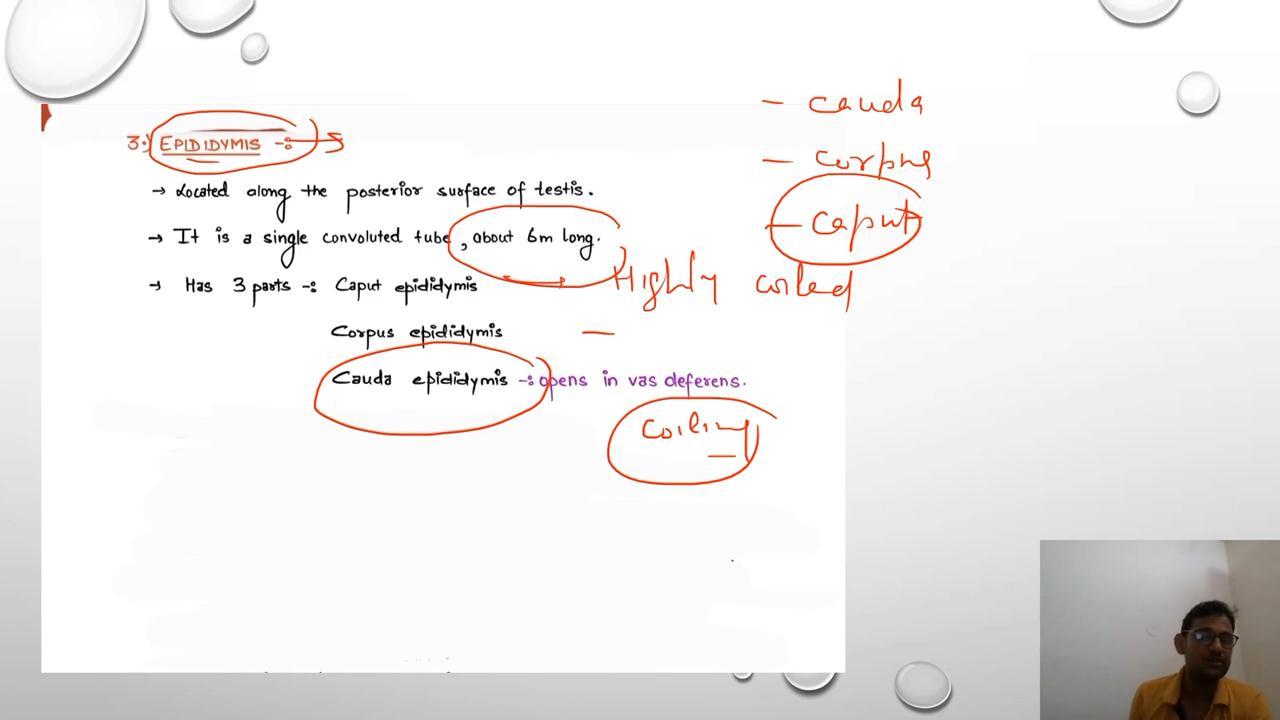 3.) EPIDIDYMIS -:
→ Located along the posterior surface of testis.
→ It is a single convoluted tube, about 6m long.
→ Has 3 parts -: Caput epididymis
Corpus epididymis
Cauda epididymis -: opens in vas deferens.
- cauda
- corpus
- caput
Highly coiled
coiling